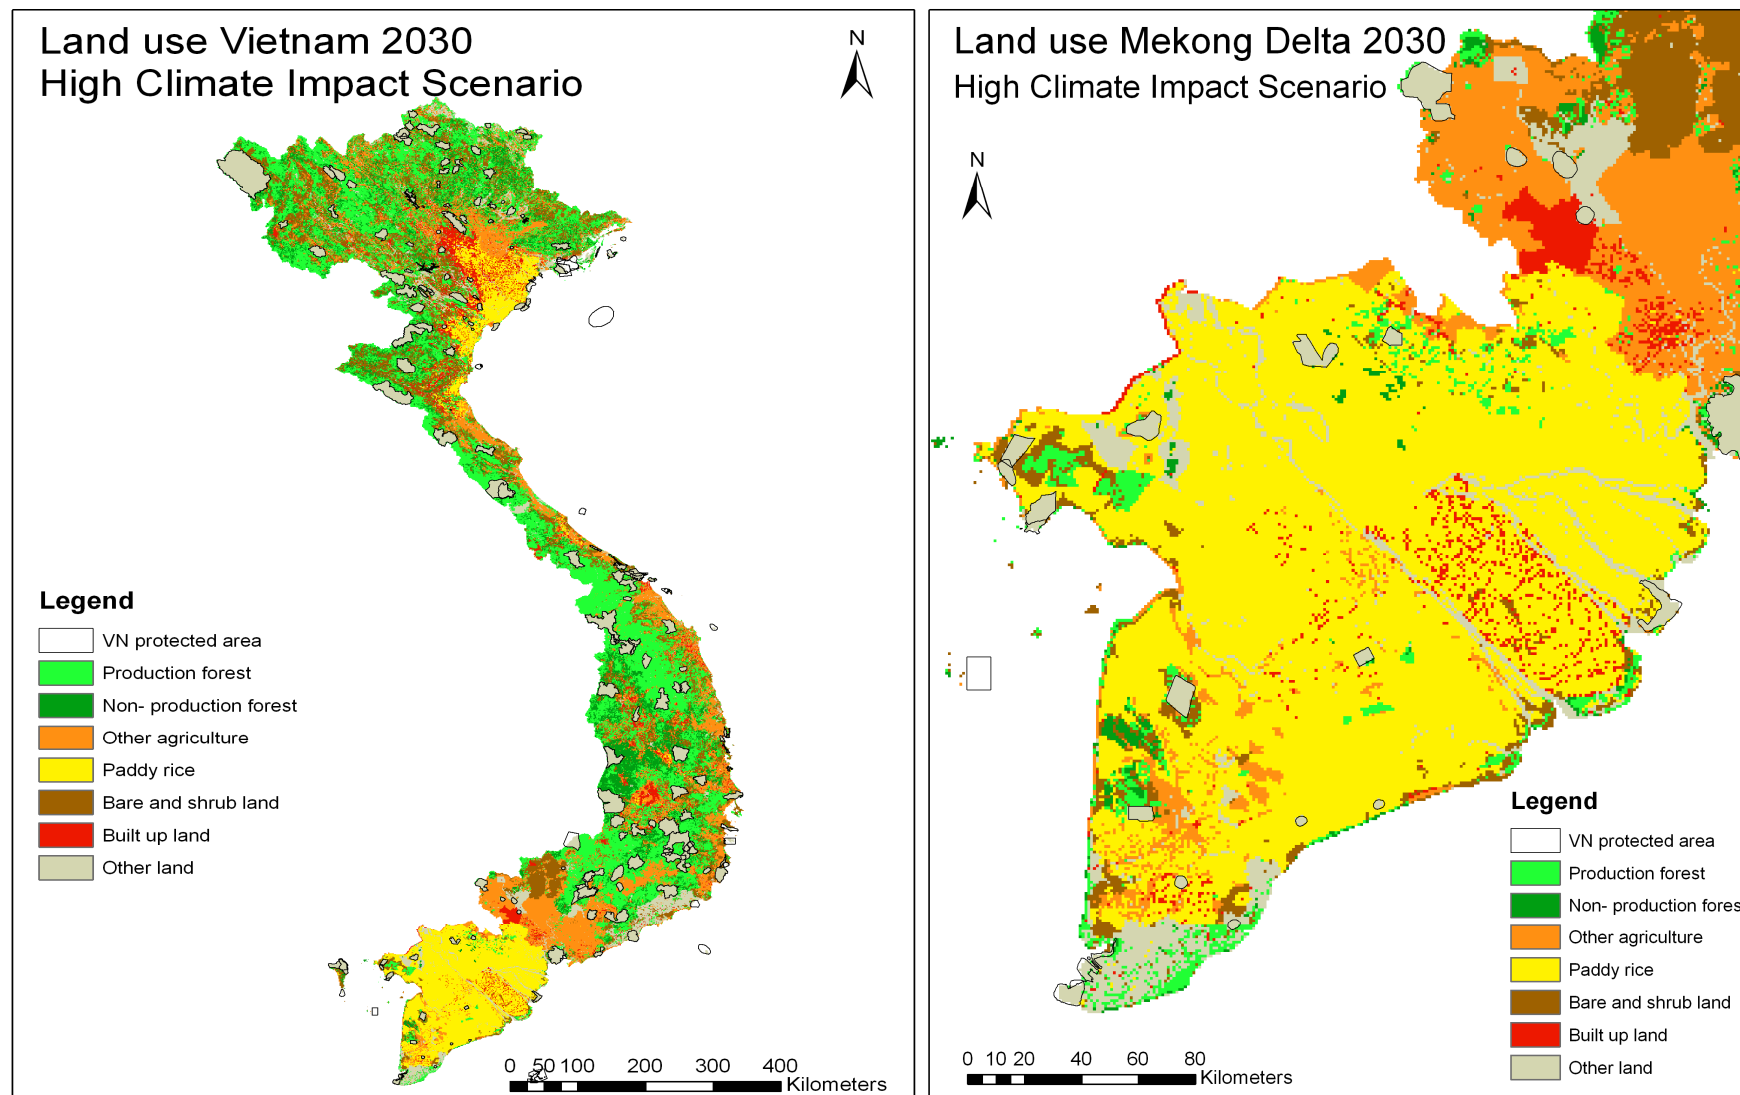 Land use Vietnam 2030
High Climate Impact Scenario
N
Legend
VN protected area
Production forest
Non- production forest
Other agriculture
Paddy rice
Bare and shrub land
Built up land
Other land
0 50 100 200 300 400
Kilometers
Land use Mekong Delta 2030
High Climate Impact Scenario
N
Legend
VN protected area
Production forest
Non- production fores
Other agriculture
Paddy rice
Bare and shrub land
Built up land
Other land
0 10 20 40 60 80
Kilometers